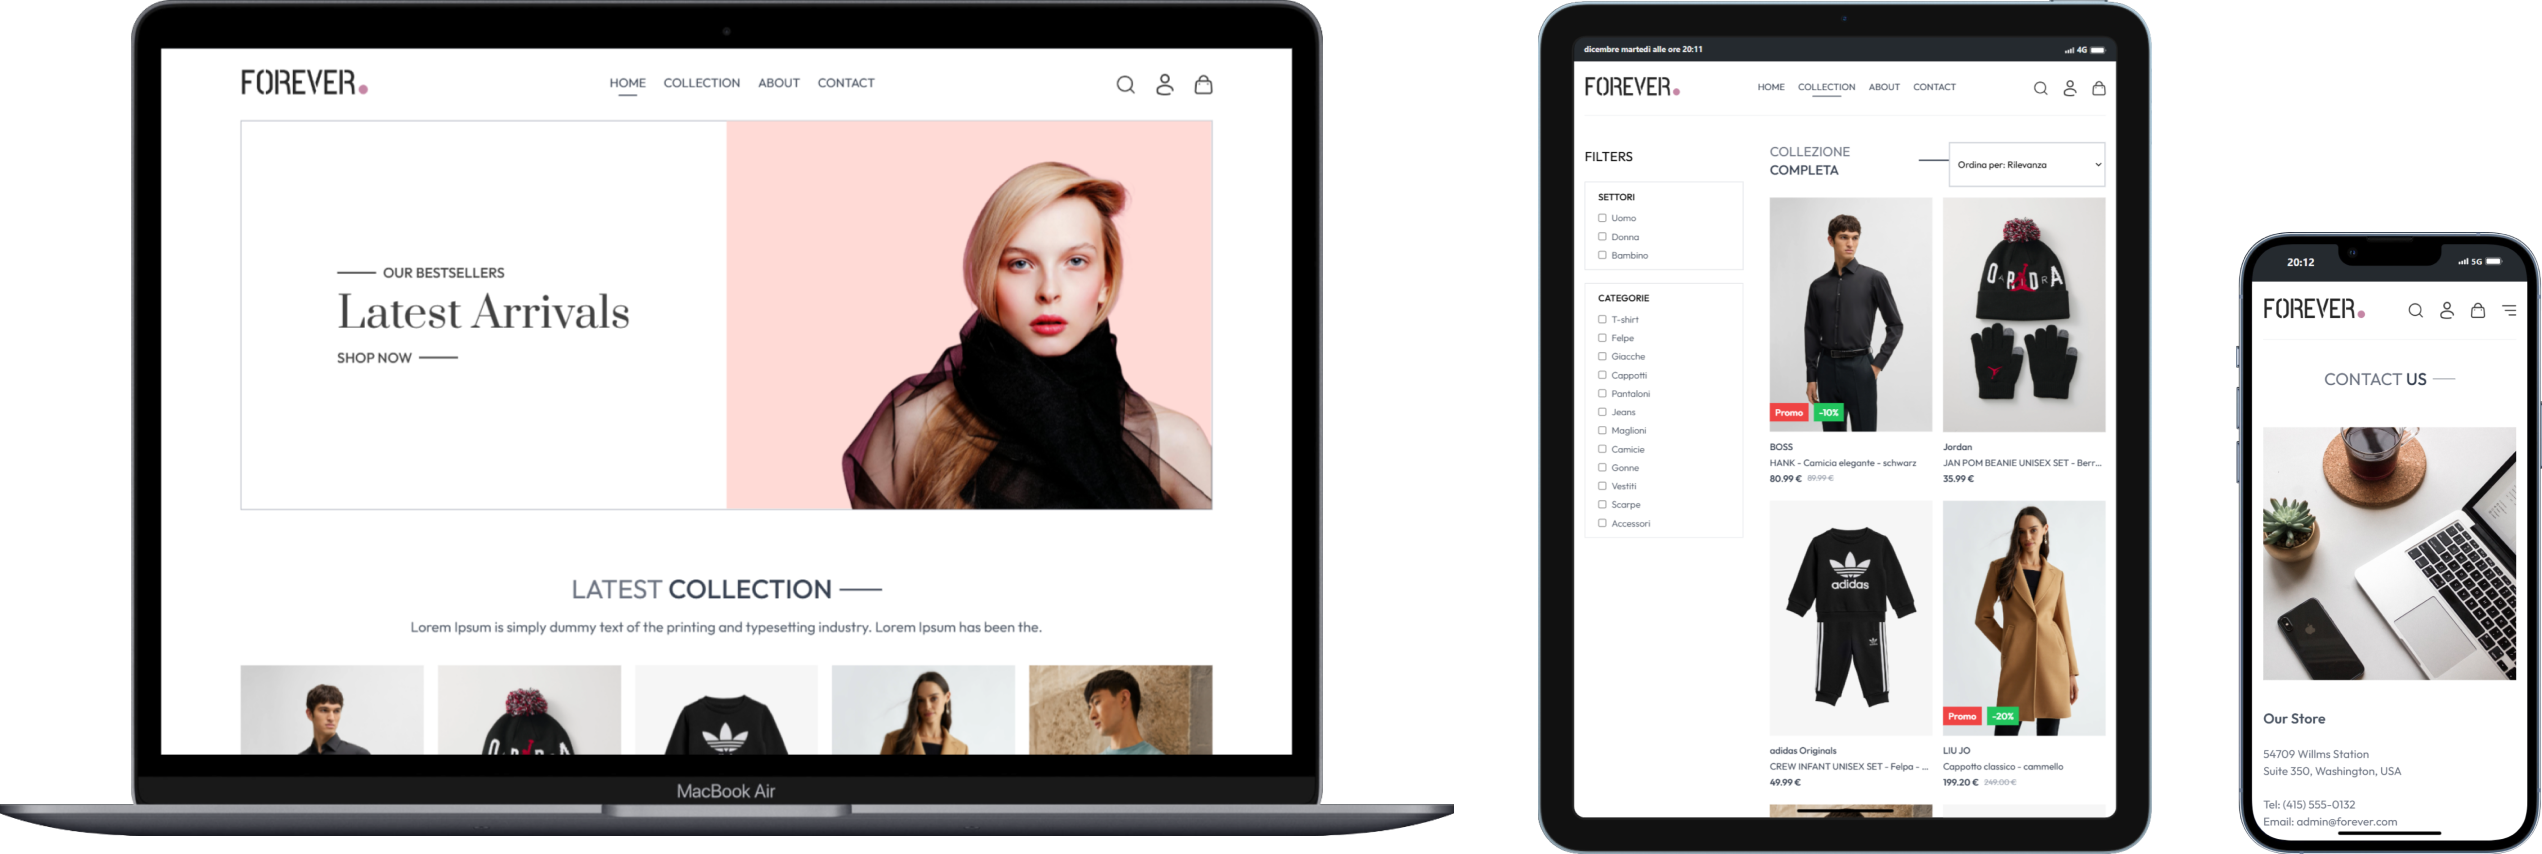 FOREVER.
HOME COLLECTION ABOUT CONTACT
OUR BESTSELLERS
Latest Arrivals
SHOP NOW
LATEST COLLECTION
Lorem Ipsum is simply dummy text of the printing and typesetting industry. Lorem Ipsum has been the.
MacBook Air
dicembre martedì alle ore 20:11
4G
FOREVER.
HOME COLLECTION ABOUT CONTACT
FILTERS
SETTORI
Uomo
Donna
Bambino
CATEGORIE
T-shirt
Felpe
Giacche
Cappotti
Pantaloni
Jeans
Maglioni
Camicie
Gonne
Vestiti
Scarpe
Accessori
COLLEZIONE
COMPLETA
Ordina per: Rilevanza
Promo -10%
BOSS
HANK - Camicia elegante - schwarz
80.99 € 89.99 €
Jordan
JAN POM BEANIE UNISEX SET - Berr...
35.99 €
adidas
adidas Originals
CREW INFANT UNISEX SET - Felpa - ...
49.99 €
Promo -20%
LIU JO
Cappotto classico - cammello
199.20 € 249.00 €
20:12
5G
FOREVER.
CONTACT US
Our Store
54709 Willms Station
Suite 350, Washington, USA
Tel: (415) 555-0132
Email: admin@forever.com